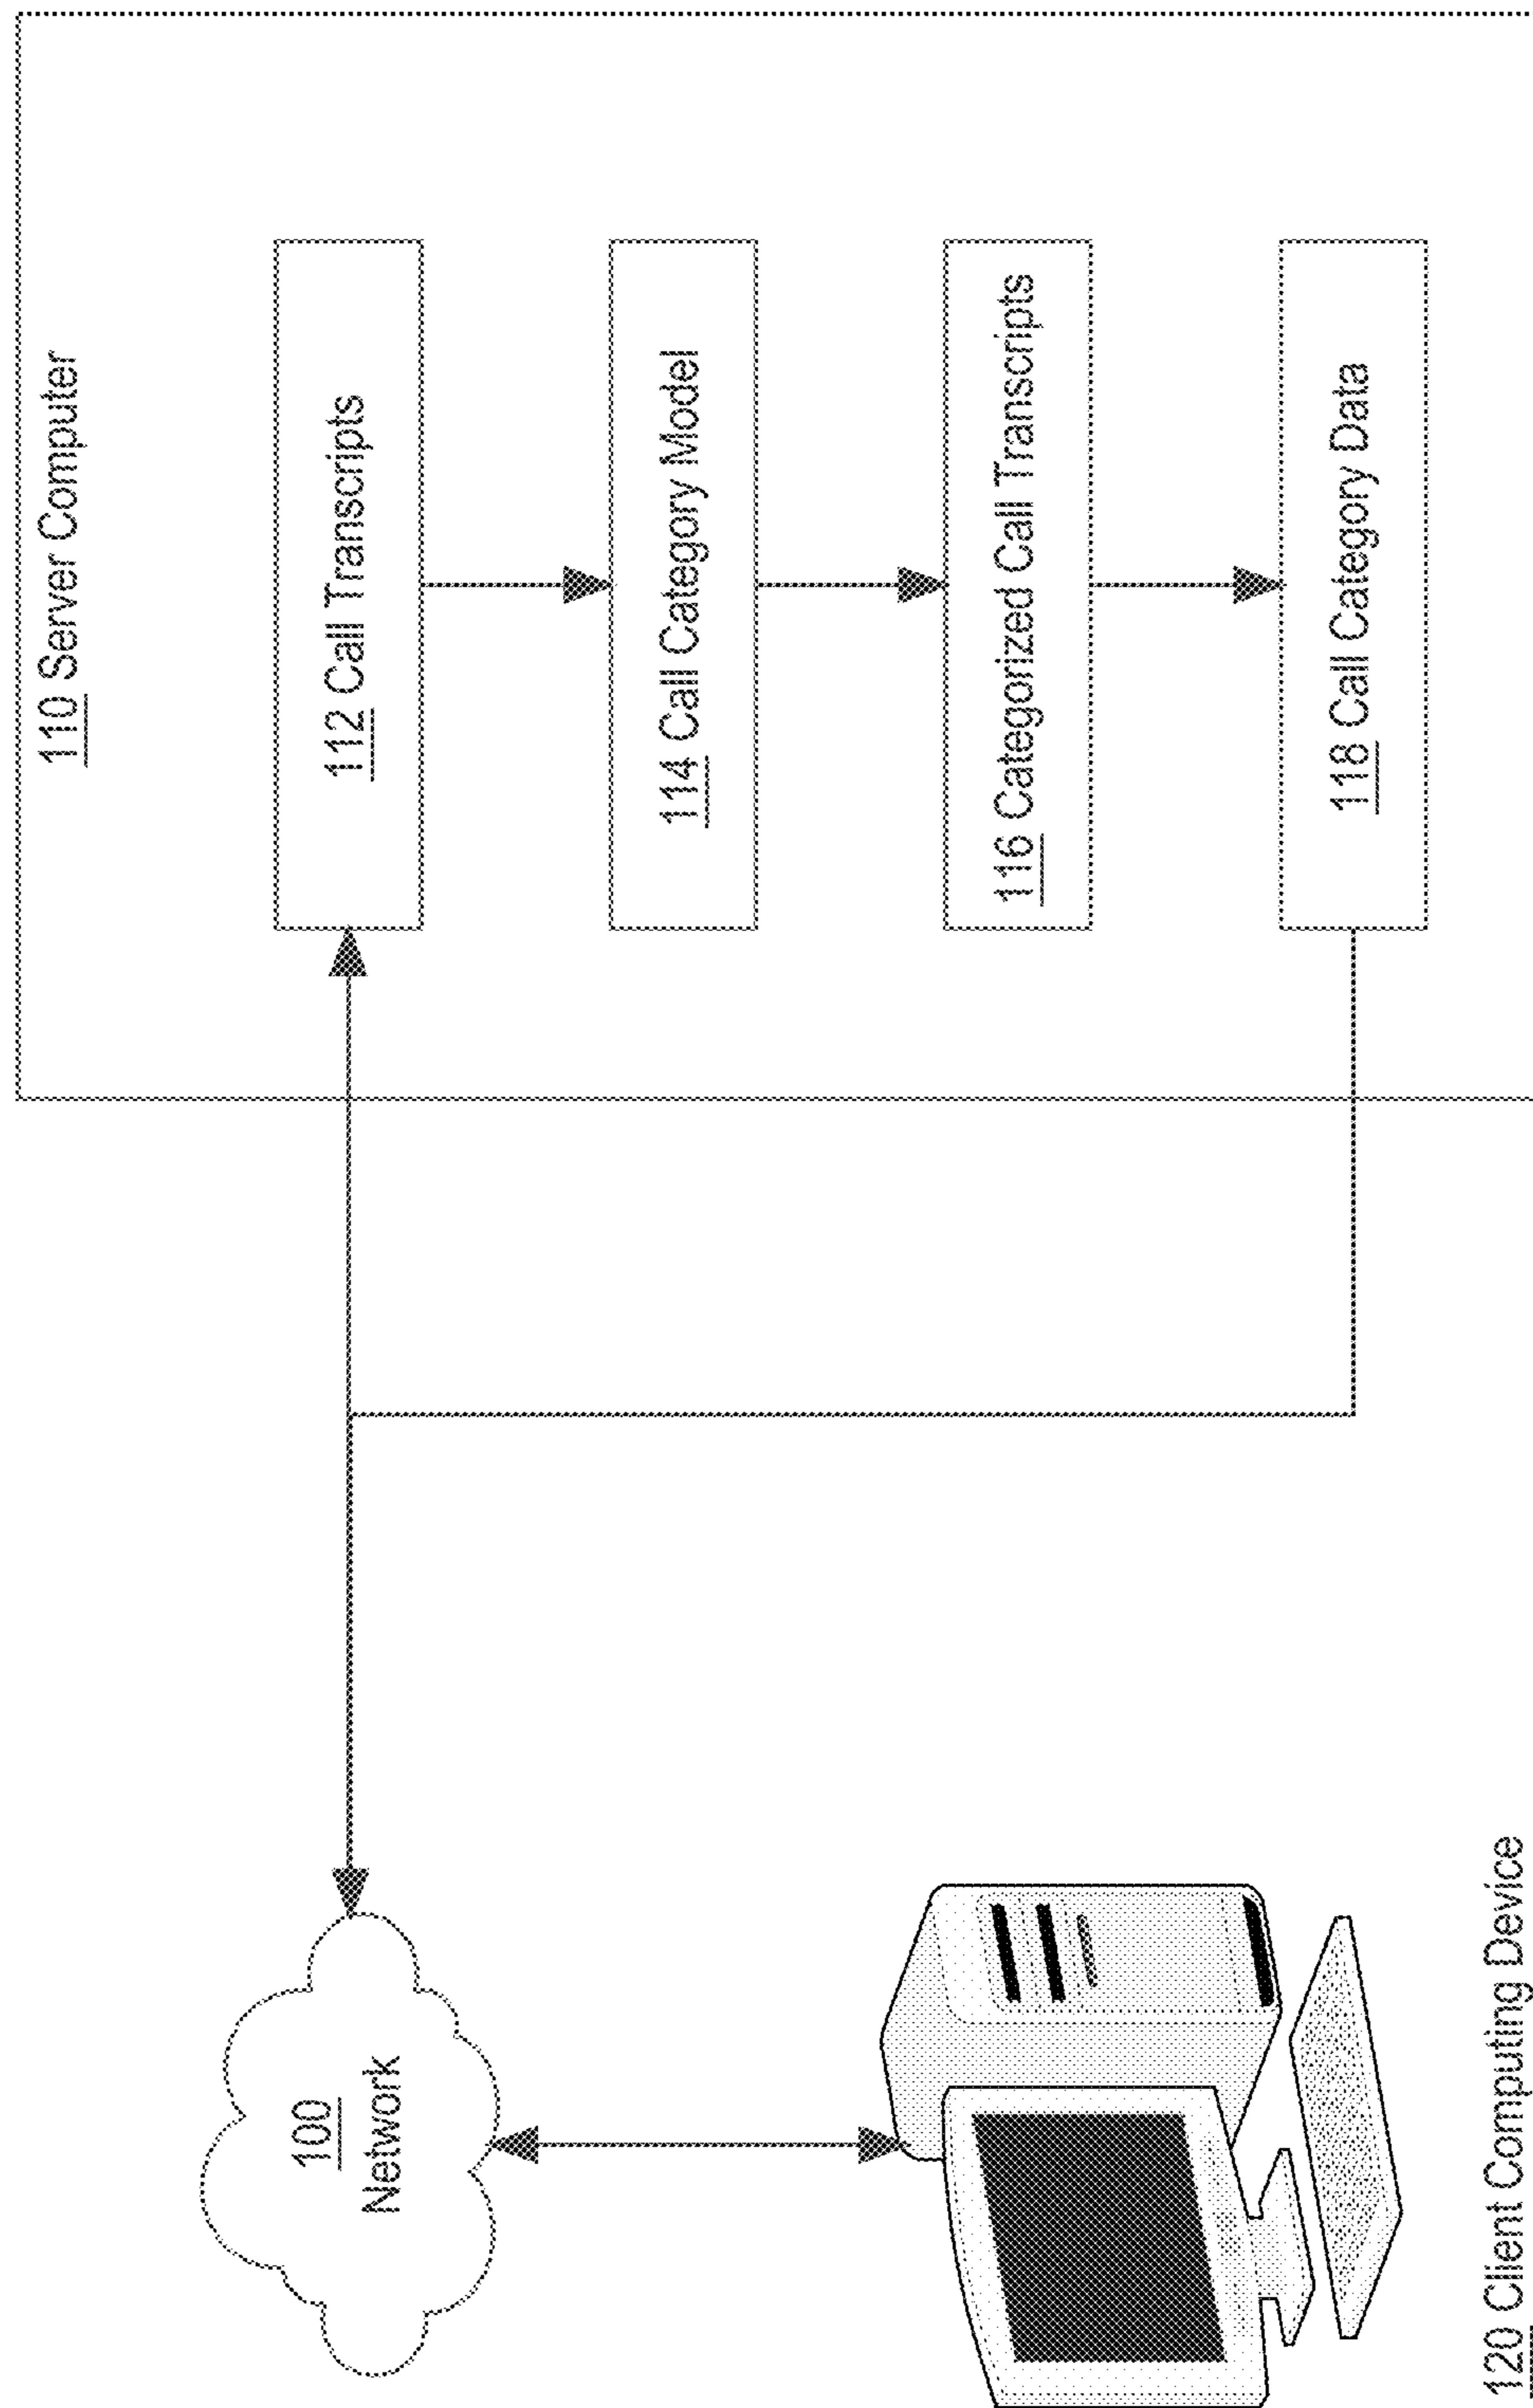 110 Server Computer
112 Call Transcripts
114 Call Category Model
116 Categorized Call Transcripts
118 Call Category Data
100
Network
120 Client Computing Device